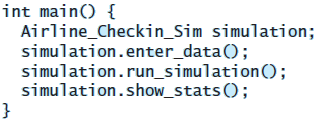 int main() {
  Airline_Checkin_Sim simulation;
  simulation.enter_data();
  simulation.run_simulation();
  simulation.show_stats();
}